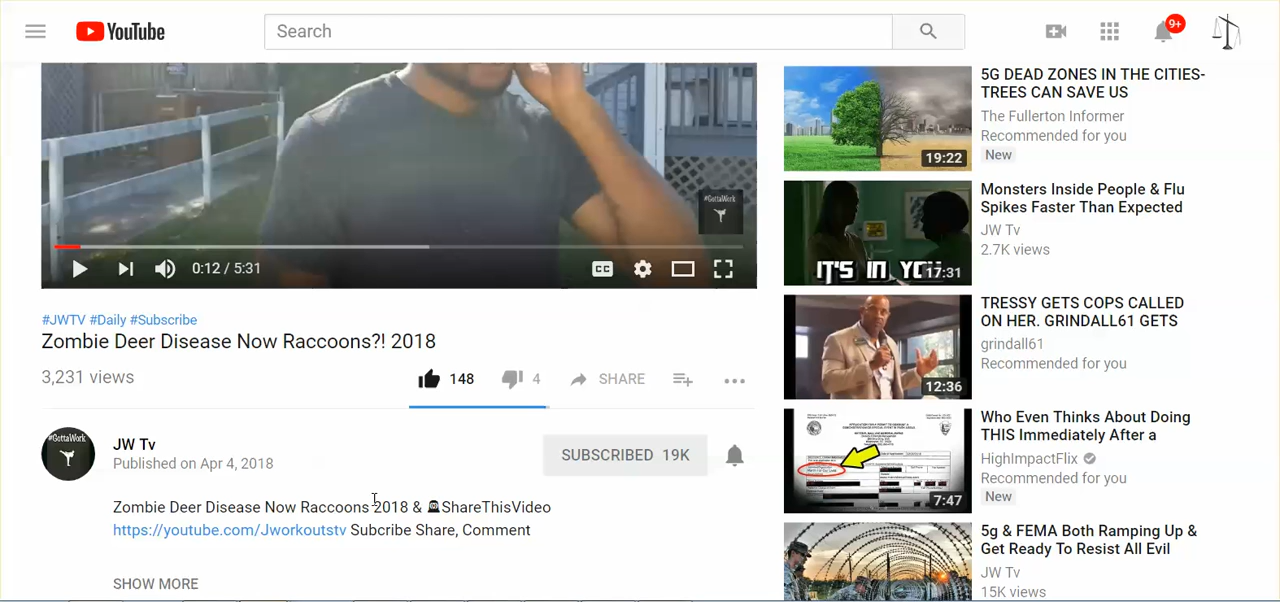 YouTube
Search
9+
#GottaWork
0:12 / 5:31
CC
#JWTV #Daily #Subscribe
Zombie Deer Disease Now Raccoons?! 2018
3,231 views
148
4
SHARE
#GottaWork
JW Tv
Published on Apr 4, 2018
SUBSCRIBED 19K
Zombie Deer Disease Now Raccoons 2018 & ShareThisVideo
https://youtube.com/Jworkoutstv Subcribe Share, Comment
SHOW MORE
19:22
5G DEAD ZONES IN THE CITIES-
TREES CAN SAVE US
The Fullerton Informer
Recommended for you
New
IT'S IN YOU
17:31
Monsters Inside People & Flu
Spikes Faster Than Expected
JW Tv
2.7K views
12:36
TRESSY GETS COPS CALLED
ON HER. GRINDALL61 GETS
grindall61
Recommended for you
7:47
Who Even Thinks About Doing
THIS Immediately After a
HighImpactFlix
New
5g & FEMA Both Ramping Up &
Get Ready To Resist All Evil
JW Tv
15K views